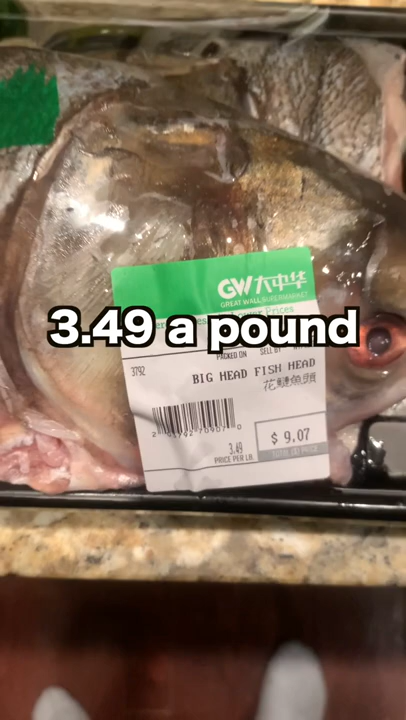 GW大中华
GREAT WALL SUPERMARKET
Prices
3.49 a pound
PACKED ON SELL BY
3792
BIG HEAD FISH HEAD
花鰱魚頭
3.49
PRICE PER LB.
$ 9.07